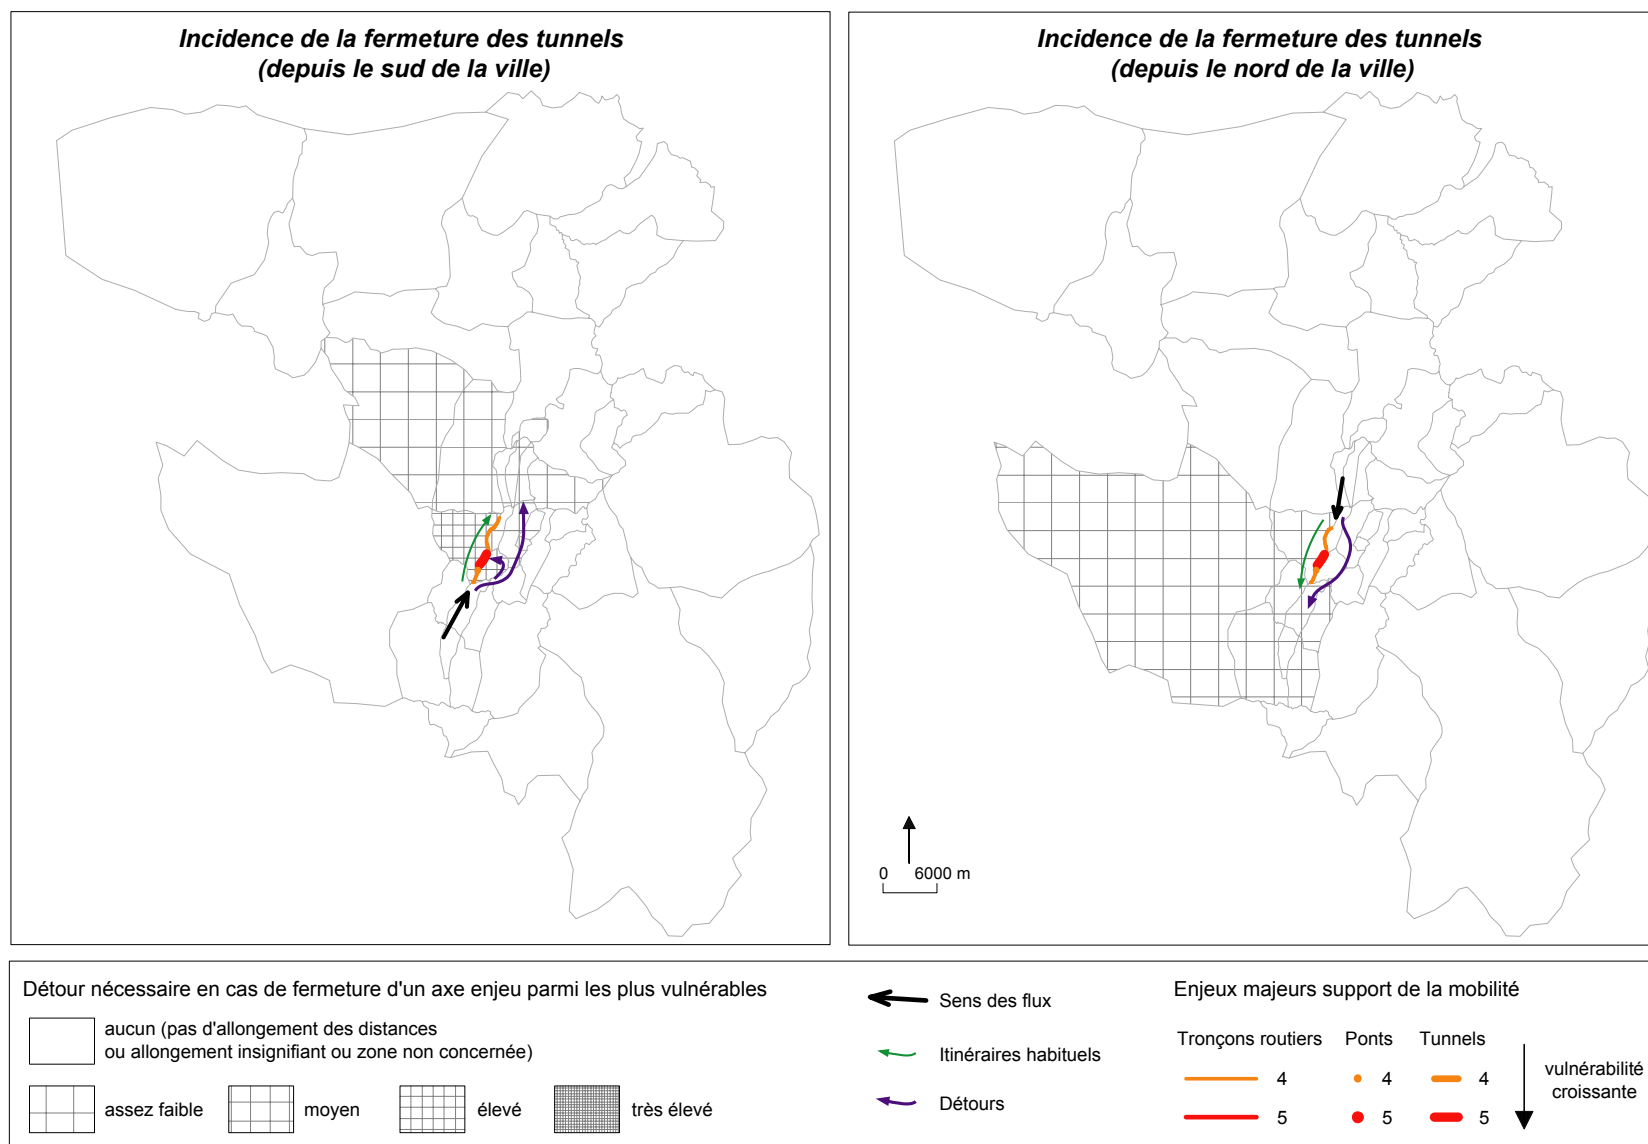 Incidence de la fermeture des tunnels
(depuis le sud de la ville)
Incidence de la fermeture des tunnels
(depuis le nord de la ville)
0 6000 m
Détour nécessaire en cas de fermeture d'un axe enjeu parmi les plus vulnérables
aucun (pas d'allongement des distances
ou allongement insignifiant ou zone non concernée)
assez faible
moyen
élevé
très élevé
Sens des flux
Itinéraires habituels
Détours
Enjeux majeurs support de la mobilité
Tronçons routiers Ponts Tunnels
4 4 4
5 5 5
vulnérabilité
croissante